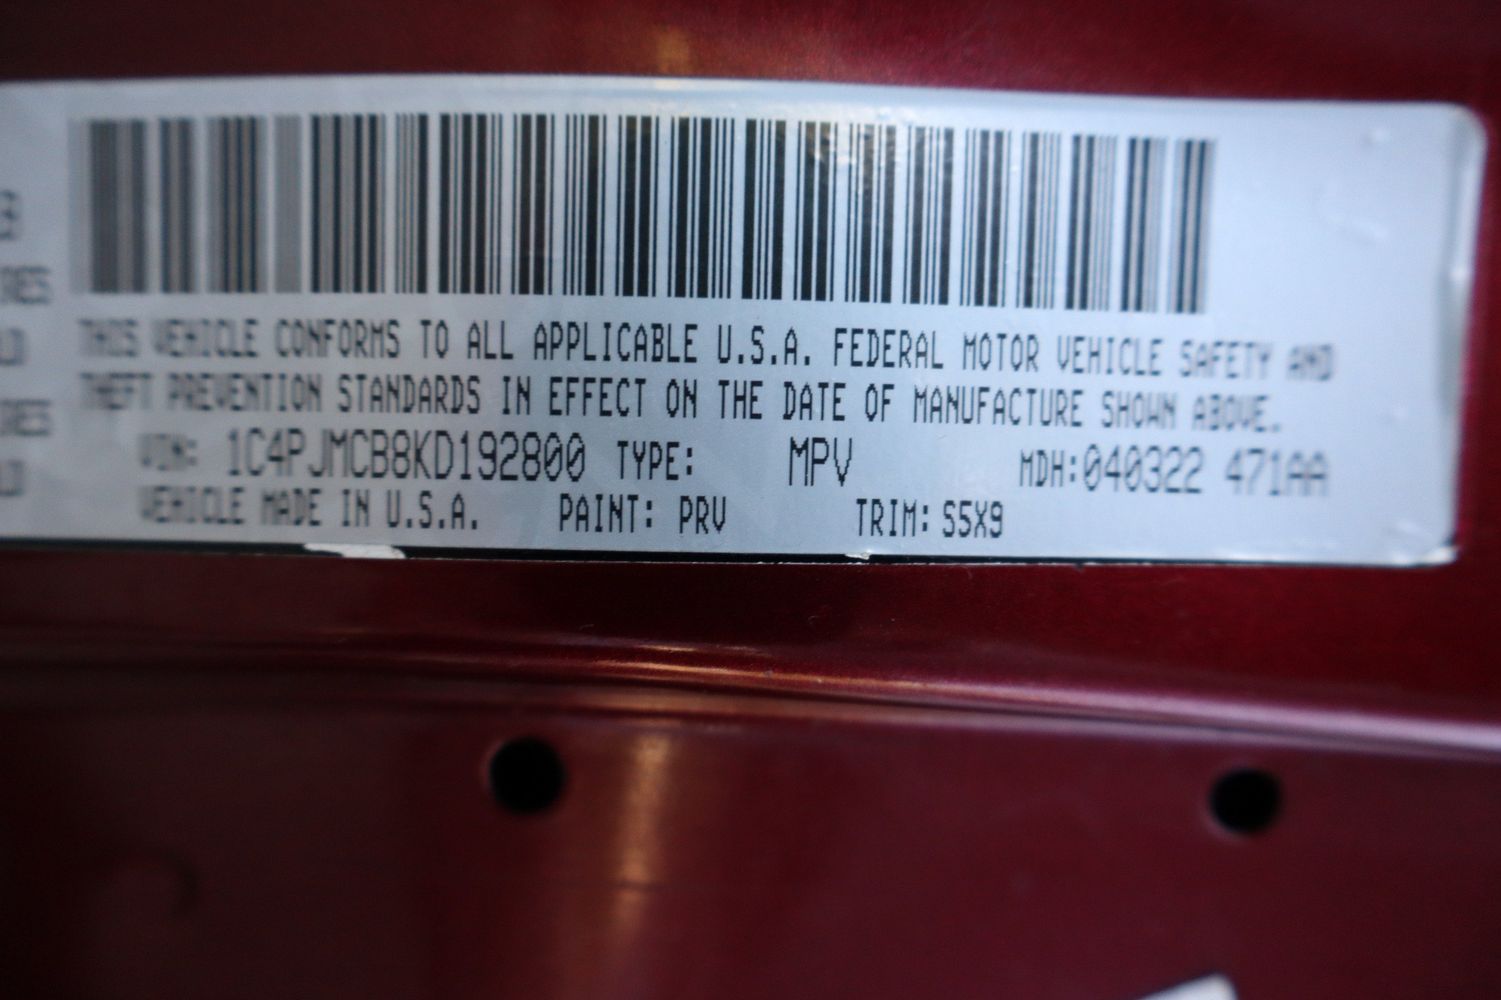 THIS VEHICLE CONFORMS TO ALL APPLICABLE U.S.A. FEDERAL MOTOR VEHICLE SAFETY AND
THEFT PREVENTION STANDARDS IN EFFECT ON THE DATE OF MANUFACTURE SHOWN ABOVE.
VIN: 1C4PJMCB8KD192800 TYPE: MPV MDH:040322 471AA
VEHICLE MADE IN U.S.A. PAINT: PRV TRIM: S5X9